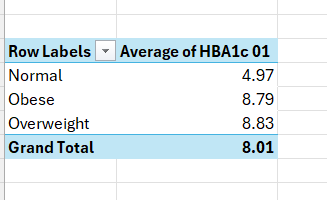 Row Labels Average of HBA1c 01
Normal 4.97
Obese 8.79
Overweight 8.83
Grand Total 8.01